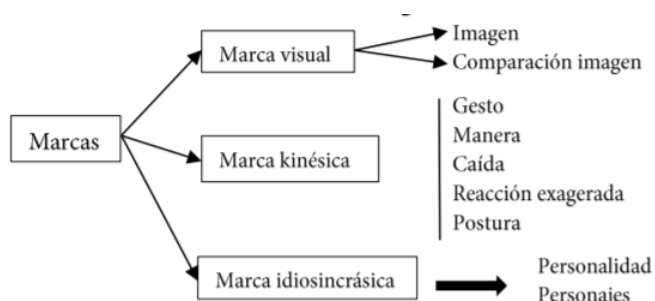 Marcas
Marca visual
Imagen
Comparación imagen
Marca kinésica
Gesto
Manera
Caída
Reacción exagerada
Postura
Marca idiosincrásica
Personalidad
Personajes